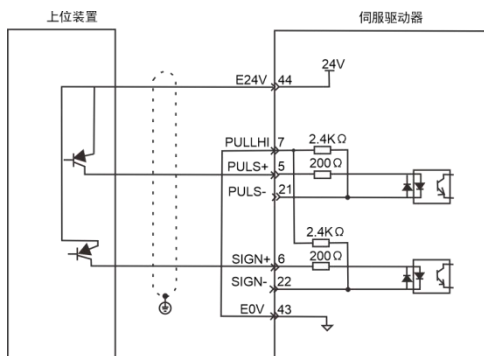 上位装置
伺服驱动器
24V
E24V 44
PULLHI 7 2.4KΩ
PULS+ 5 200Ω
PULS- 21
2.4KΩ
SIGN+ 6 200Ω
SIGN- 22
E0V 43